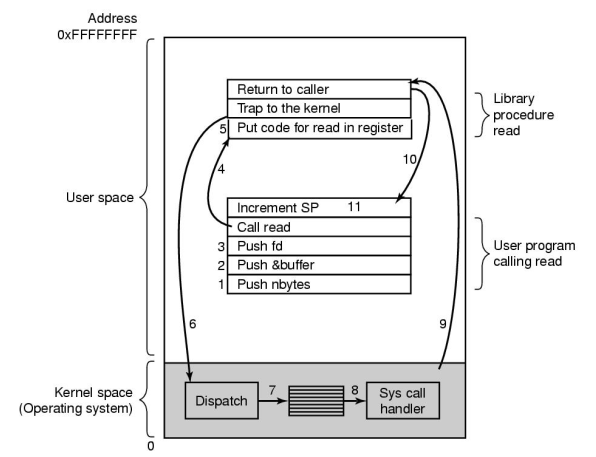 Address
0xFFFFFFFF
Return to caller
Trap to the kernel
5 Put code for read in register
Library
procedure
read
4
10
User space
Increment SP 11
Call read
3 Push fd
2 Push &buffer
1 Push nbytes
User program
calling read
6
9
Kernel space
(Operating system)
Dispatch
7
8
Sys call
handler
0